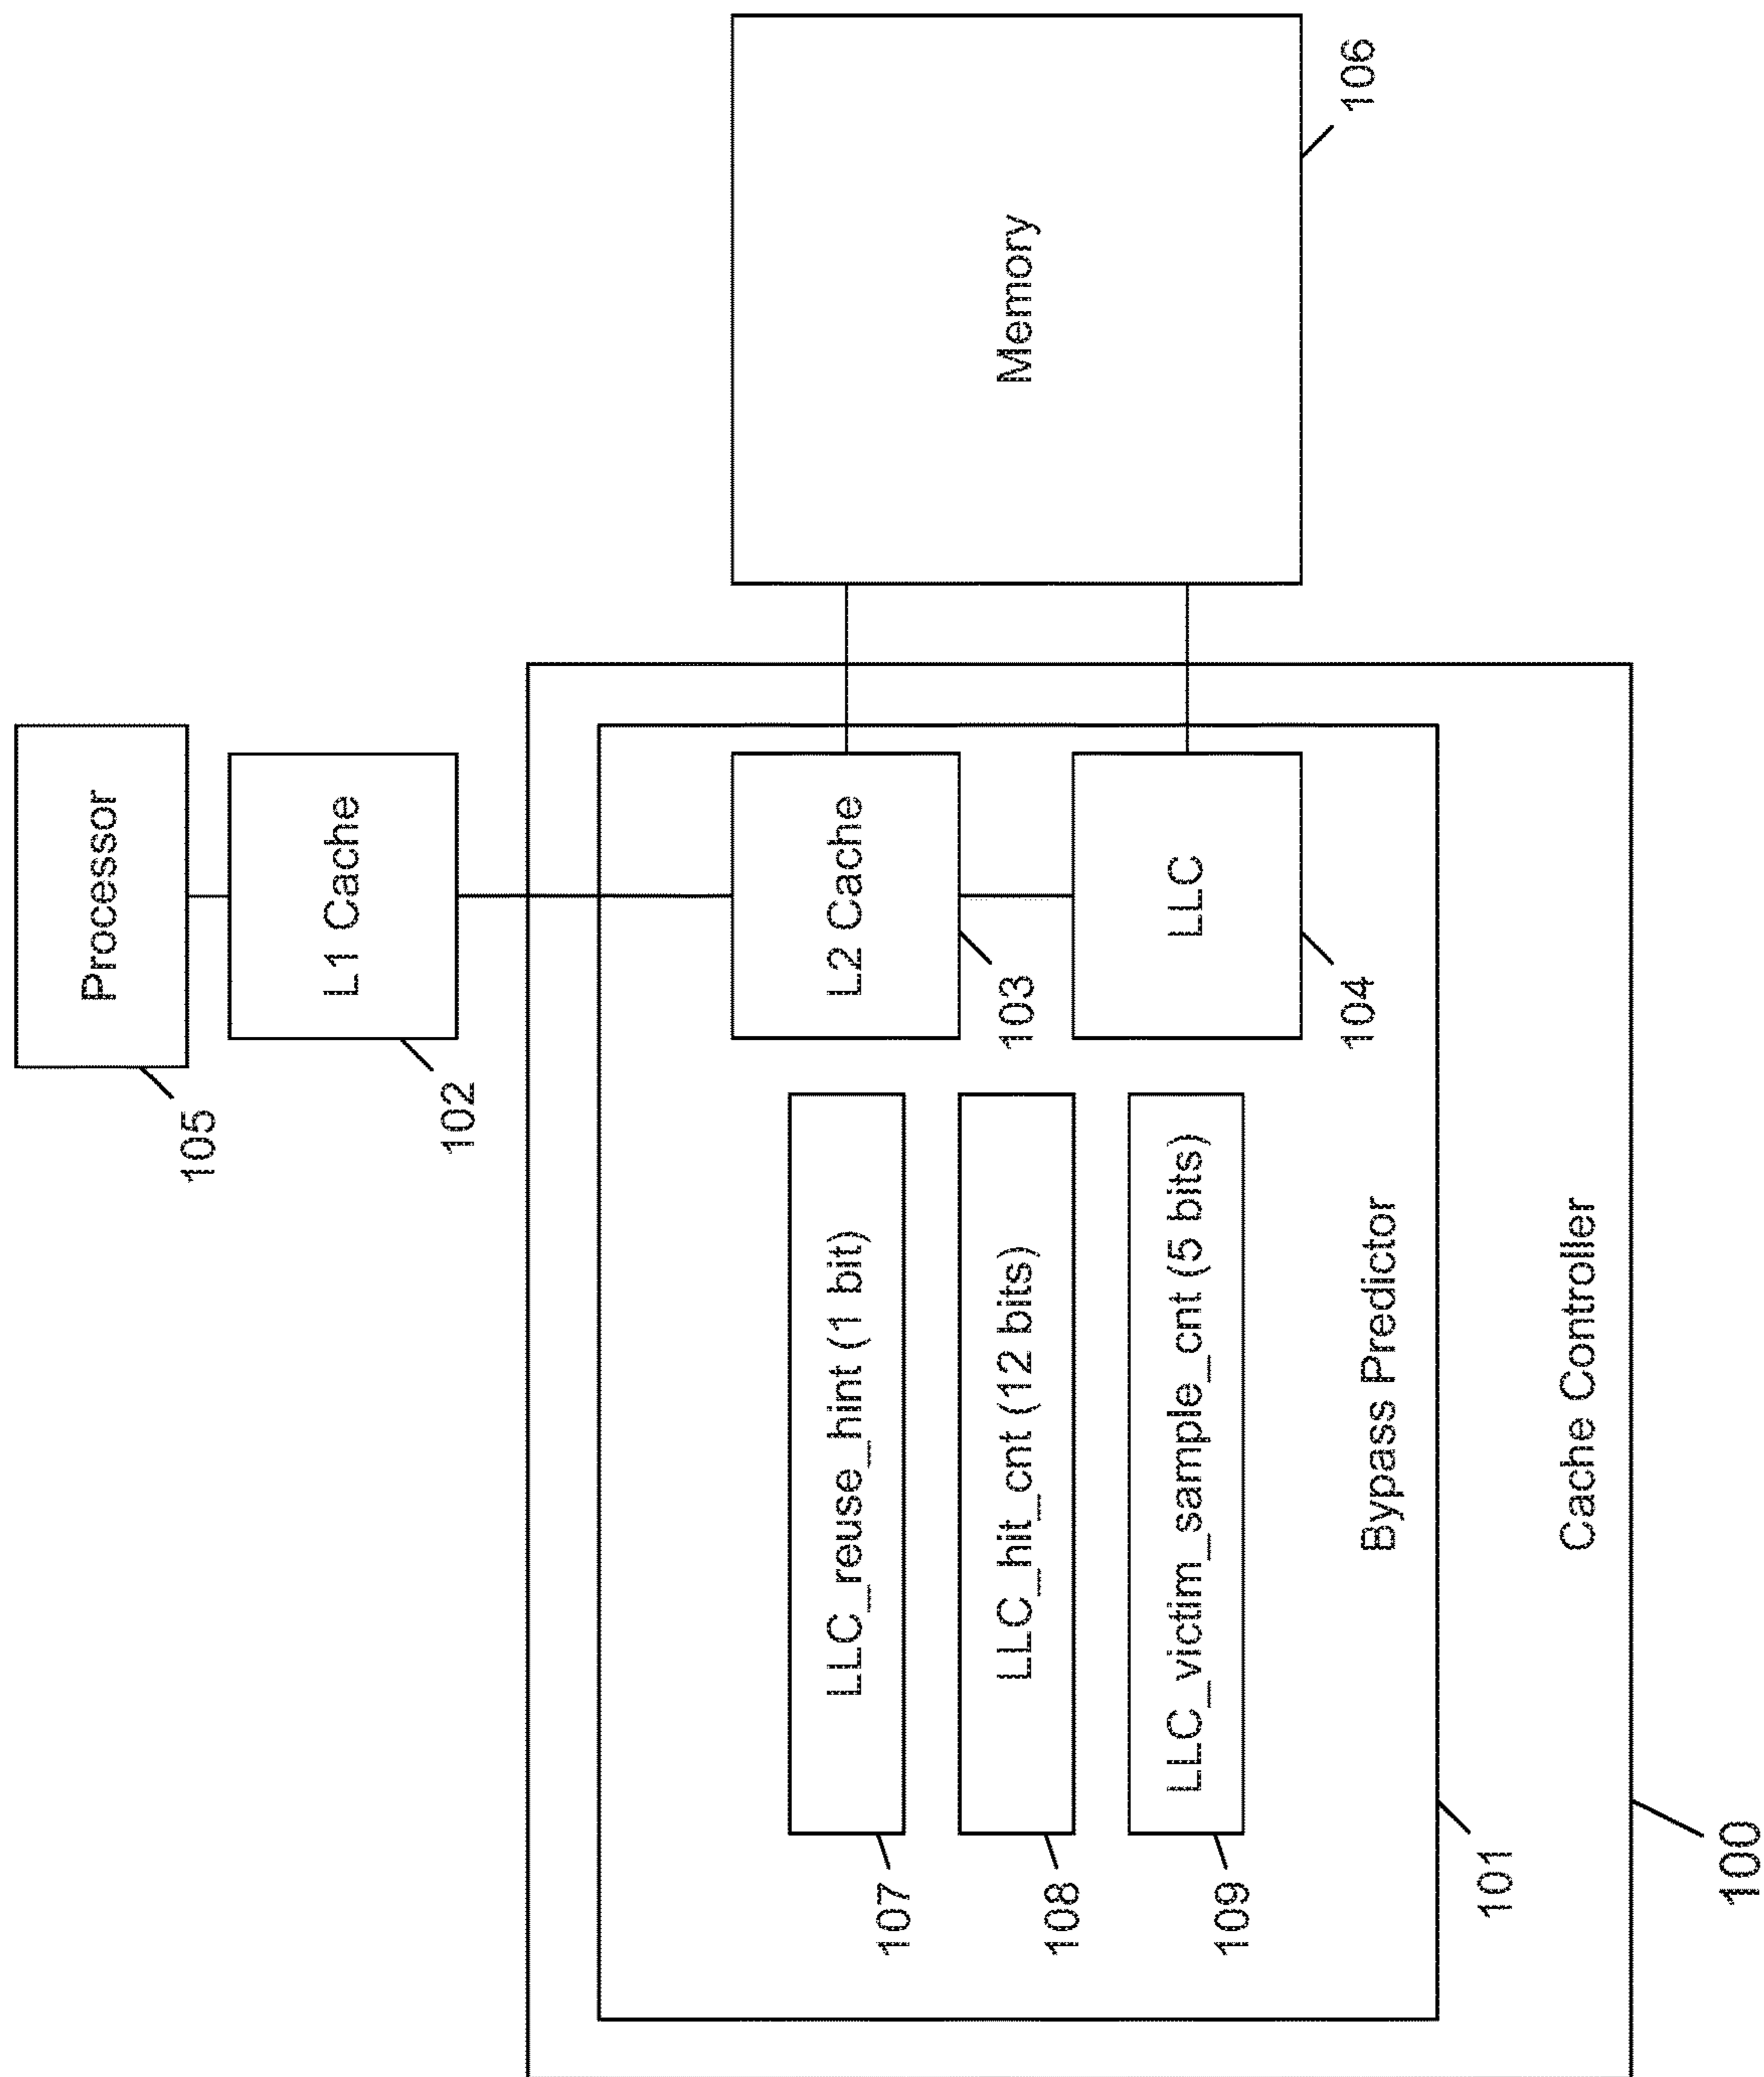 Processor
105
L1 Cache
102
L2 Cache
103
LLC
104
Memory
106
LLC_reuse_hint (1 bit)
107
LLC_hit_cnt (12 bits)
108
LLC_victim_sample_cnt (5 bits)
109
Bypass Predictor
101
Cache Controller
100